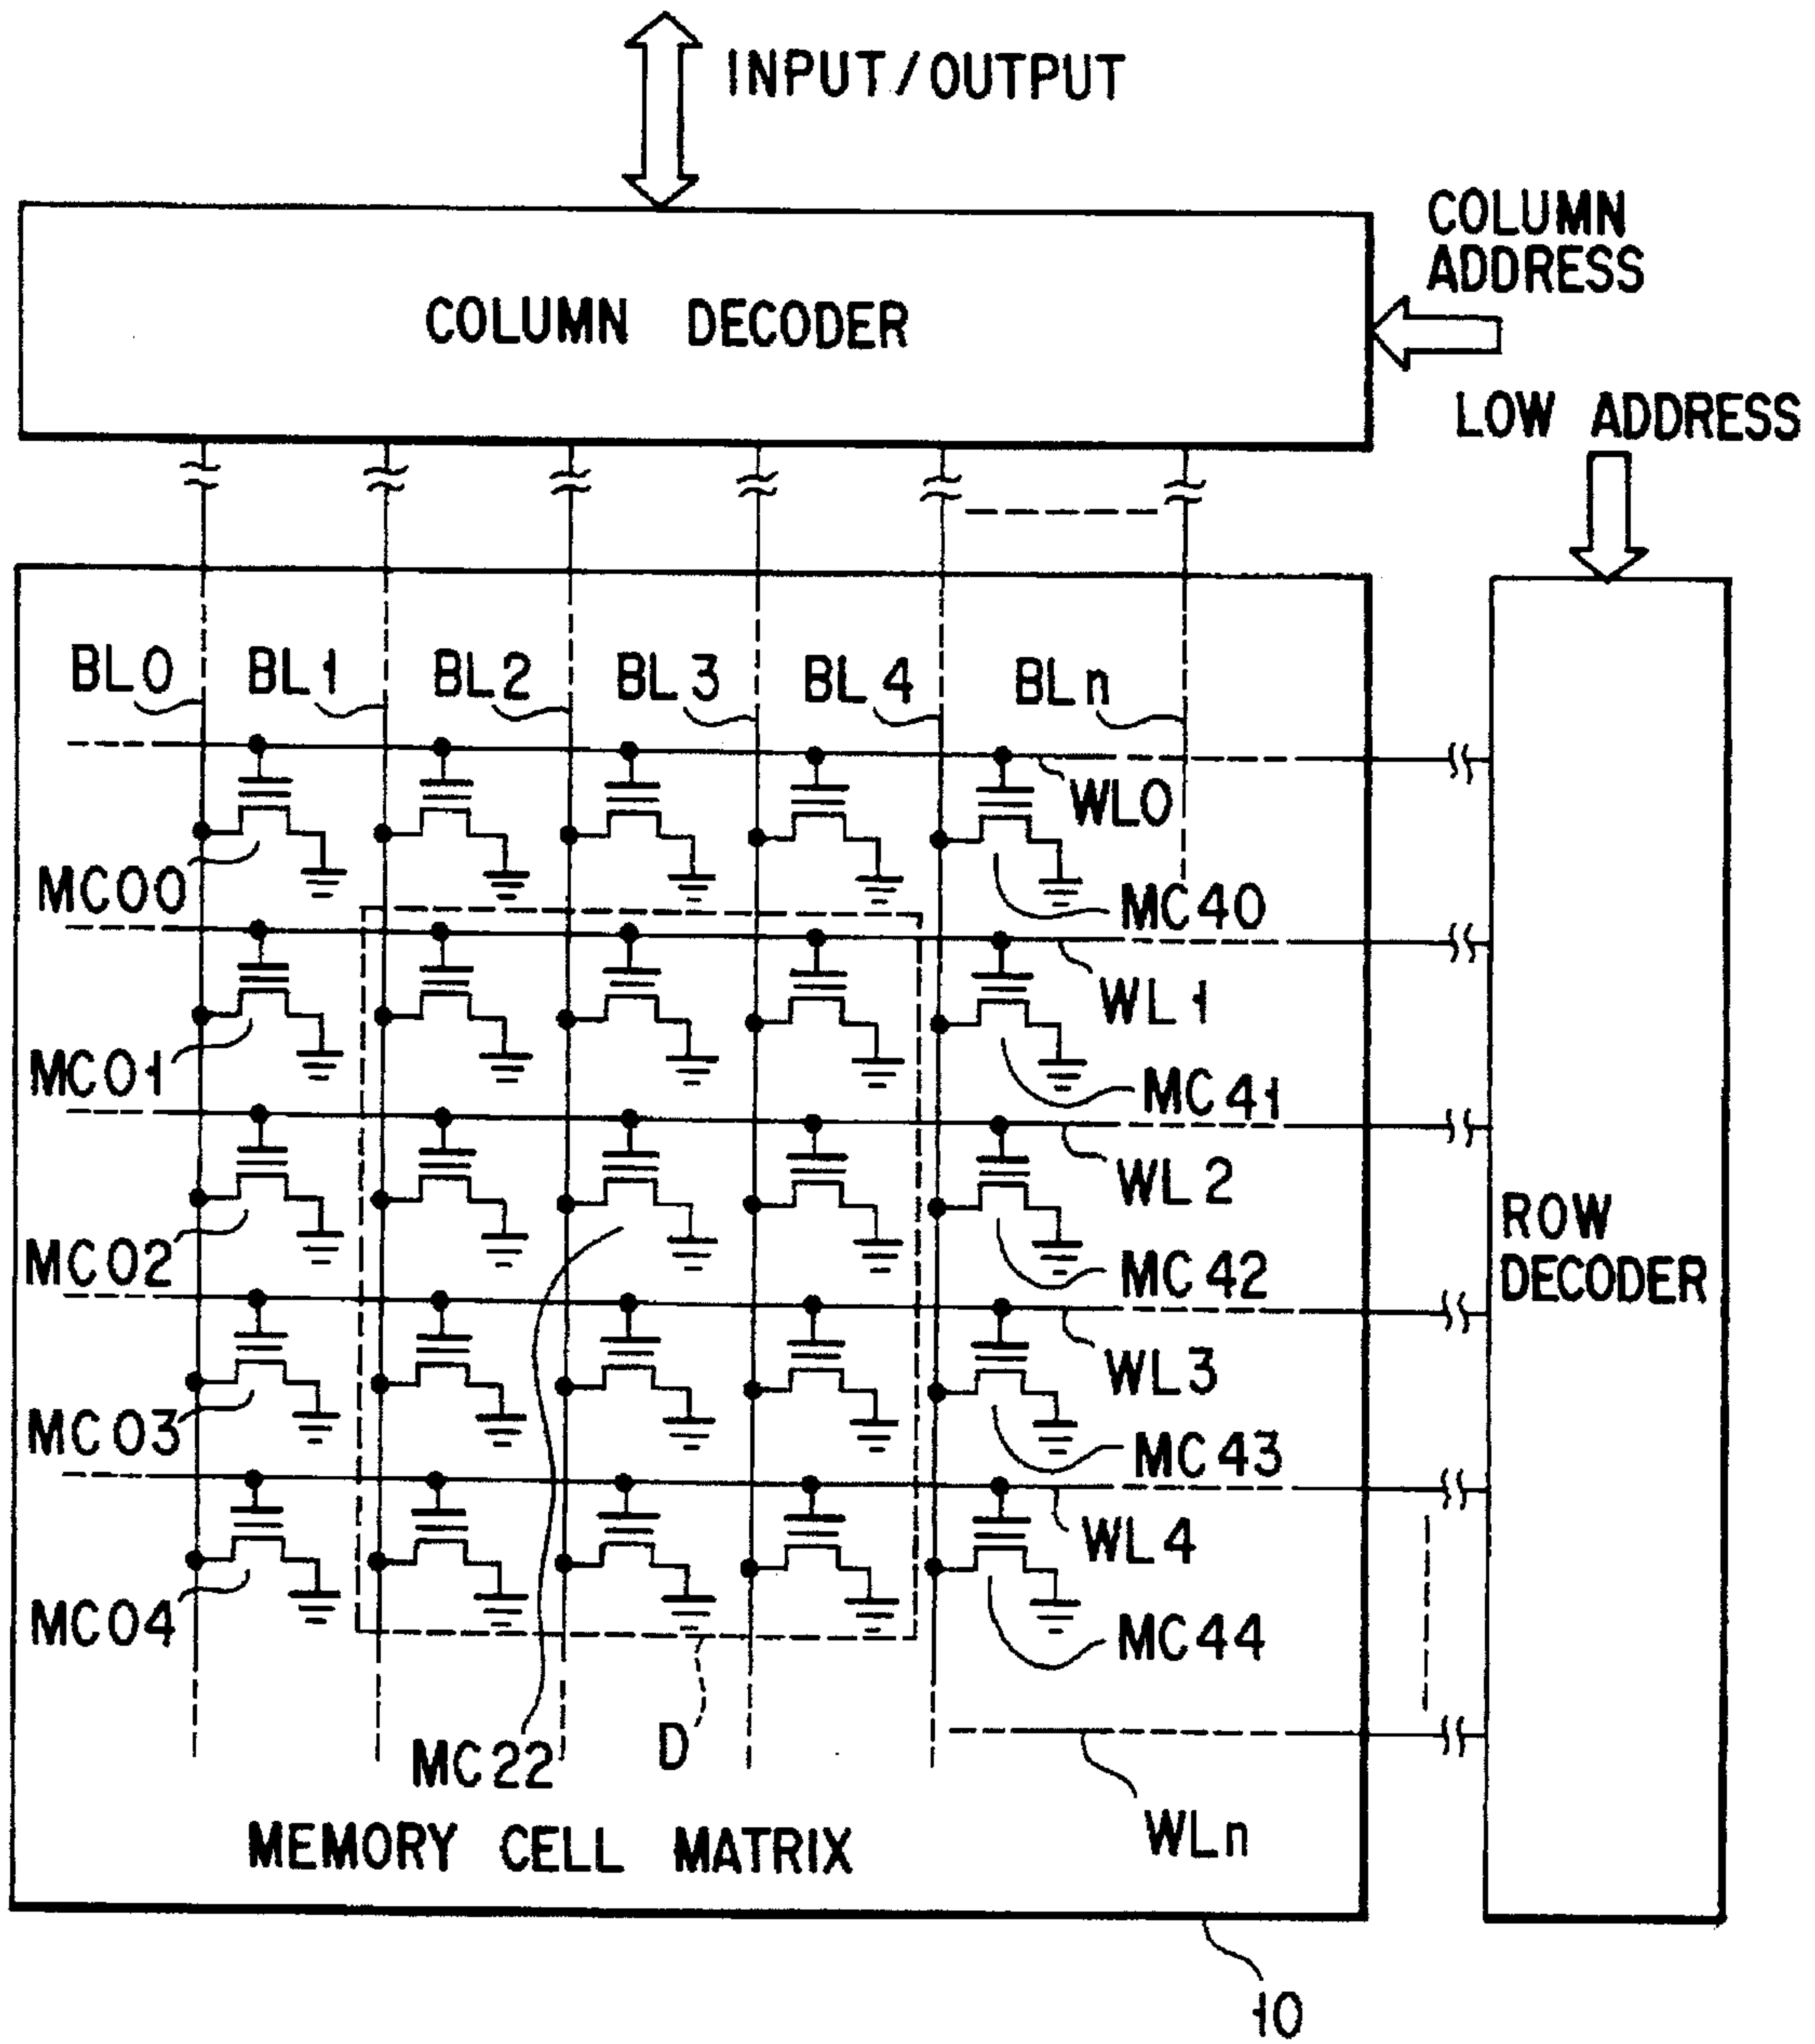 INPUT/OUTPUT
COLUMN
ADDRESS
COLUMN DECODER
LOW ADDRESS
BL0 BL1 BL2 BL3 BL4 BLn
WL0
MC00
MC40
WL1
MC01
MC41
WL2
ROW
DECODER
MC02
MC42
WL3
MC03
MC43
WL4
MC04
MC44
MC22
D
WLn
MEMORY CELL MATRIX
10